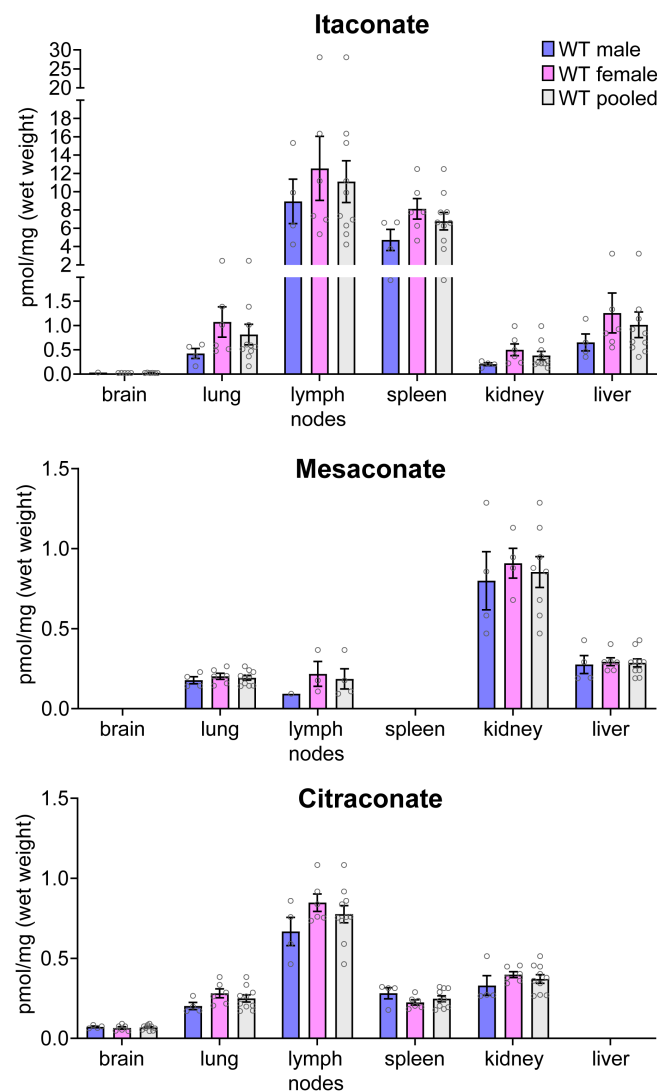 Itaconate
WT male
WT female
WT pooled
pmol/mg (wet weight)
30
25
20
16
14
12
10
8
6
4
2
1.5
1.0
0.5
0.0
brain
lung
lymph
nodes
spleen
kidney
liver
Mesaconate
pmol/mg (wet weight)
1.5
1.0
0.5
0.0
brain
lung
lymph
nodes
spleen
kidney
liver
Citraconate
pmol/mg (wet weight)
1.5
1.0
0.5
0.0
brain
lung
lymph
nodes
spleen
kidney
liver